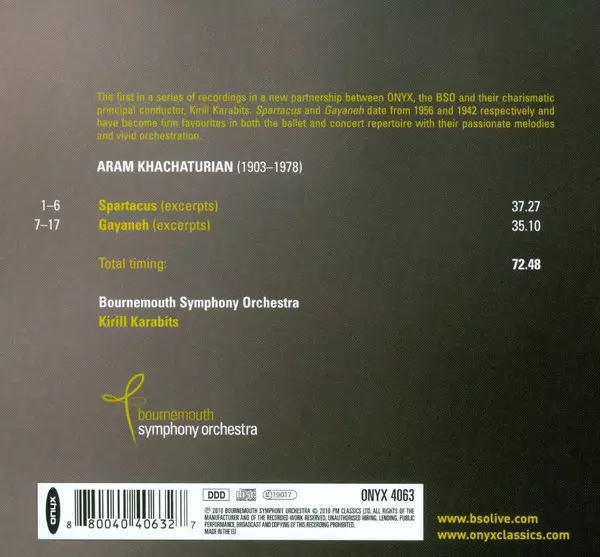 The first in a series of recordings in a new partnership between ONYX, the BSO and their charismatic
principal conductor, Kirill Karabits. Spartacus and Gayaneh date from 1956 and 1942 respectively and
have become firm favourites in both the ballet and concert repertoire with their passionate melodies
and vivid orchestration.
ARAM KHACHATURIAN (1903–1978)
1–6 Spartacus (excerpts) 37.27
7–17 Gayaneh (excerpts) 35.10
Total timing: 72.48
Bournemouth Symphony Orchestra
Kirill Karabits
bournemouth
symphony orchestra
onyx
8 80040 40632 7
DDD
LC 19017
ONYX 4063
℗ 2010 BOURNEMOUTH SYMPHONY ORCHESTRA © 2010 PM CLASSICS LTD. ALL RIGHTS OF THE
MANUFACTURER AND OF THE RECORDED WORK RESERVED. UNAUTHORISED HIRING, LENDING, PUBLIC
PERFORMANCE, BROADCAST AND COPYING OF THIS RECORDING PROHIBITED.
MADE IN THE EU
www.bsolive.com
www.onyxclassics.com